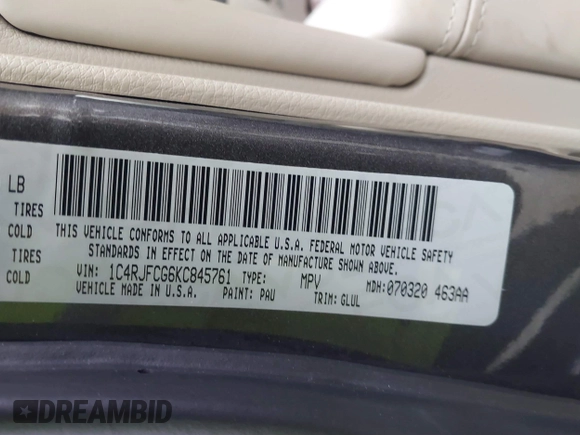 LB
TIRES
COLD
TIRES
COLD
THIS VEHICLE CONFORMS TO ALL APPLICABLE U.S.A. FEDERAL MOTOR VEHICLE SAFETY
STANDARDS IN EFFECT ON THE DATE OF MANUFACTURE SHOWN ABOVE.
VIN: 1C4RJFCG6KC845761 TYPE: MPV MDH:070320 463AA
VEHICLE MADE IN U.S.A. PAINT: PAU TRIM: GLUL
DREAMBID